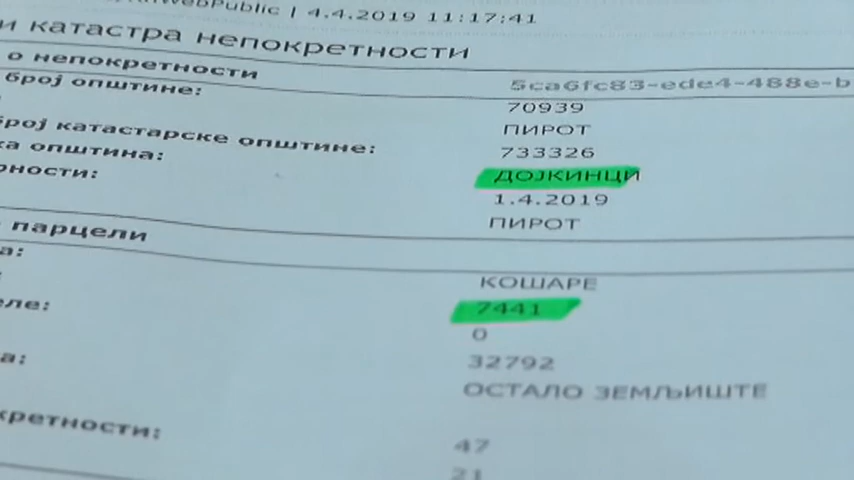 WebPublic | 4.4.2019 11:17:41
и катастра непокретности
о непокретности
5ca6fc83-ede4-488e-b
број општине:
70939
ПИРОТ
број катастарске општине:
733326
ка општина:
ДОЈКИНЦИ
ности:
1.4.2019
ПИРОТ
парцели
а:
КОШАРЕ
:
7441
еле:
0
32792
а:
ОСТАЛО ЗЕМЉИШТЕ
кретности:
47
21